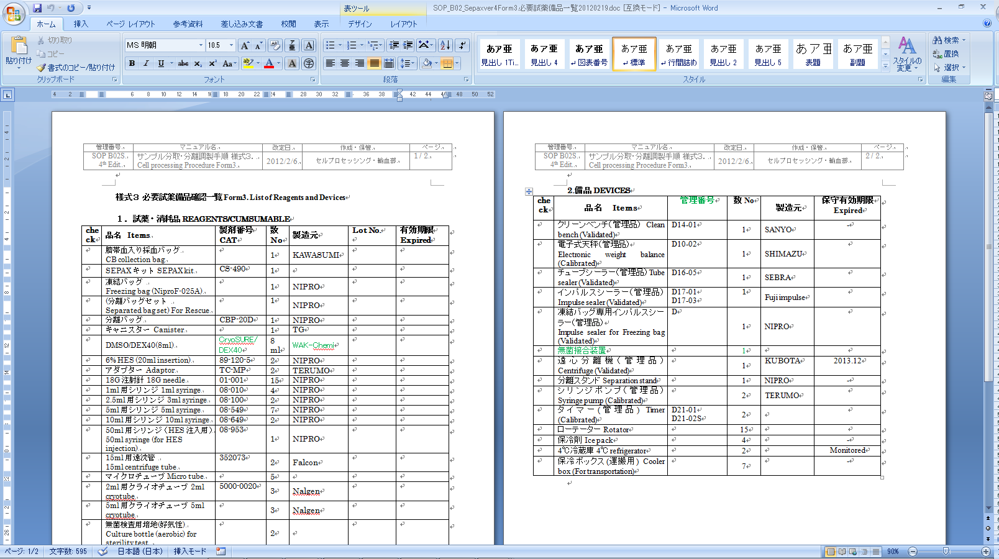 SOP_B02_Sepaxver4Form3.必要試薬備品一覧20120219.doc [互換モード] - Microsoft Word
表ツール
ホーム 挿入 ページ レイアウト 参考資料 差し込み文書 校閲 表示 デザイン レイアウト
貼り付け
切り取り
コピー
書式のコピー/貼り付け
クリップボード
MS 明朝 10.5
フォント
段落
あア亜 あア亜 あア亜 あア亜 あア亜 あア亜 あア亜 あア亜 あア亜
見出し 1Ti... 見出し 4 ↵図表番号 ↵標準 ↵行間詰め 見出し 2 見出し 5 表題 副題
スタイル
スタイルの
変更
検索
置換
選択
編集
4 2 6 8 10 12 14 16 18 20 22 24 28 30 32 36 38 42 44 46 48 50 52
管理番号 マニュアル名 改定日 作成・保管 ページ
SOP B02S
4th Edit.
サンプル分取・分離調製手順 様式3.
Cell processing Procedure Form3.
2012/2/6
セルプロセッシング・輸血部
1 / 2
様式3 必要試薬備品確認一覧 Form3. List of Reagents and Devices
1．試薬・消耗品 REAGENTS/CUMSUMABLE
che
ck
品名 Items
製剤番号
CAT
数
No
製造元
Lot No.
有効期限
Expired
臍帯血入り採血バッグ
CB collection bag
1 KAWASUMI
SEPAX キット SEPAX kit CS-490 1
凍結バッグ
Freezing bag (NiproF-025A)
1 NIPRO
(分離バッグセット
Separated bag set) For Rescue
1 NIPRO
分離バッグ CBP-20D 1 NIPRO
キャニスター Canister 1 TG
DMSO/DEX40(8ml)
CryoSURE/
DEX40
8
ml
WAK-Chemi
6% HES (20ml insertion) 89-120-5 2 NIPRO
アダプター Adaptor TC-MP 2 TERUMO
18G 注射針 18G needle 01-001 15 NIPRO
1ml 用シリンジ 1ml syringe 08-010 4 NIPRO
2.5ml 用シリンジ 3ml syringe 08-100 2 NIPRO
5ml 用シリンジ 5ml syringe 08-549 7 NIPRO
10ml 用シリンジ 10ml syringe 08-649 2 NIPRO
50ml 用シリンジ (HES 注入用)
50ml syringe (for HES
injection)
08-953 1 NIPRO
15ml 用遠沈管
15ml centrifuge tube
352073 2 Falcon
マイクロチューブ Micro tube 5
2ml 用クライオチューブ 2ml
cryotube
5000-0020 3 Nalgen
5ml 用クライオチューブ 5ml
cryotube
3 Nalgen
無菌検査用培地(好気性)
Culture bottle (aerobic) for
sterility test
2
管理番号 マニュアル名 改定日 作成・保管 ページ
SOP B02S
4th Edit.
サンプル分取・分離調製手順 様式3.
Cell processing Procedure Form3.
2012/2/6
セルプロセッシング・輸血部
2 / 2
2.備品 DEVICES
che
ck
品名 Items
管理番号
数 No
製造元
保守有効期限
Expired
クリーンベンチ(管理品) Clean
bench (Validated)
D14-01 1 SANYO -
電子式天秤(管理品)
Electronic weight balance
(Calibrated)
D10-02 1 SHIMAZU
チューブシーラー(管理品) Tube
sealer (Validated)
D16-05 1 SEBRA
インパルスシーラー(管理品)
Impulse sealer (Validated)
D17-01
D17-03
1 Fuji impulse
凍結バッグ専用インパルスシー
ラー(管理品)
Impulse sealer for Freezing bag
(Validated)
D 1 NIPRO
無菌接合装置 1
遠心分離機(管理品)
Centrifuge (Validated)
1 KUBOTA 2013.12
分離スタンド Separation stand 1 NIPRO -
シリンジポンプ(管理品)
Syringe pump (Calibrated)
2 TERUMO
タイマー(管理品) Timer
(Calibrated)
D21-01
D21-02S
2
ローテーター Rotator 15
保冷剤 Ice pack 4 -
4℃冷蔵庫 4℃ refrigerator 2 Monitored
保冷ボックス (運搬用) Cooler
box (For transportation)
7 -
ページ: 1/2 文字数: 595 日本語 (日本) 挿入モード 90%